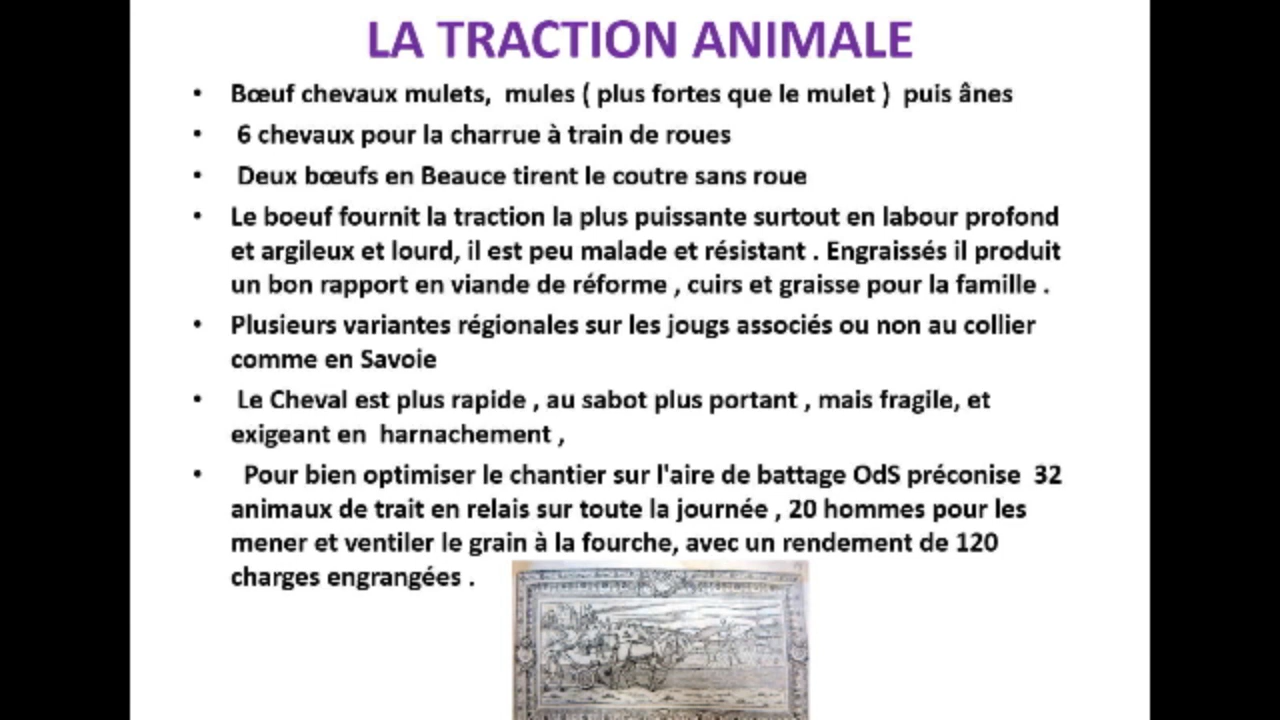 LA TRACTION ANIMALE
• Bœuf chevaux mulets, mules ( plus fortes que le mulet ) puis ânes
• 6 chevaux pour la charrue à train de roues
• Deux bœufs en Beauce tirent le coutre sans roue
• Le boeuf fournit la traction la plus puissante surtout en labour profond
et argileux et lourd, il est peu malade et résistant . Engraissés il produit
un bon rapport en viande de réforme , cuirs et graisse pour la famille .
• Plusieurs variantes régionales sur les jougs associés ou non au collier
comme en Savoie
• Le Cheval est plus rapide , au sabot plus portant , mais fragile, et
exigeant en harnachement ,
• Pour bien optimiser le chantier sur l'aire de battage OdS préconise 32
animaux de trait en relais sur toute la journée , 20 hommes pour les
mener et ventiler le grain à la fourche, avec un rendement de 120
charges engrangées .